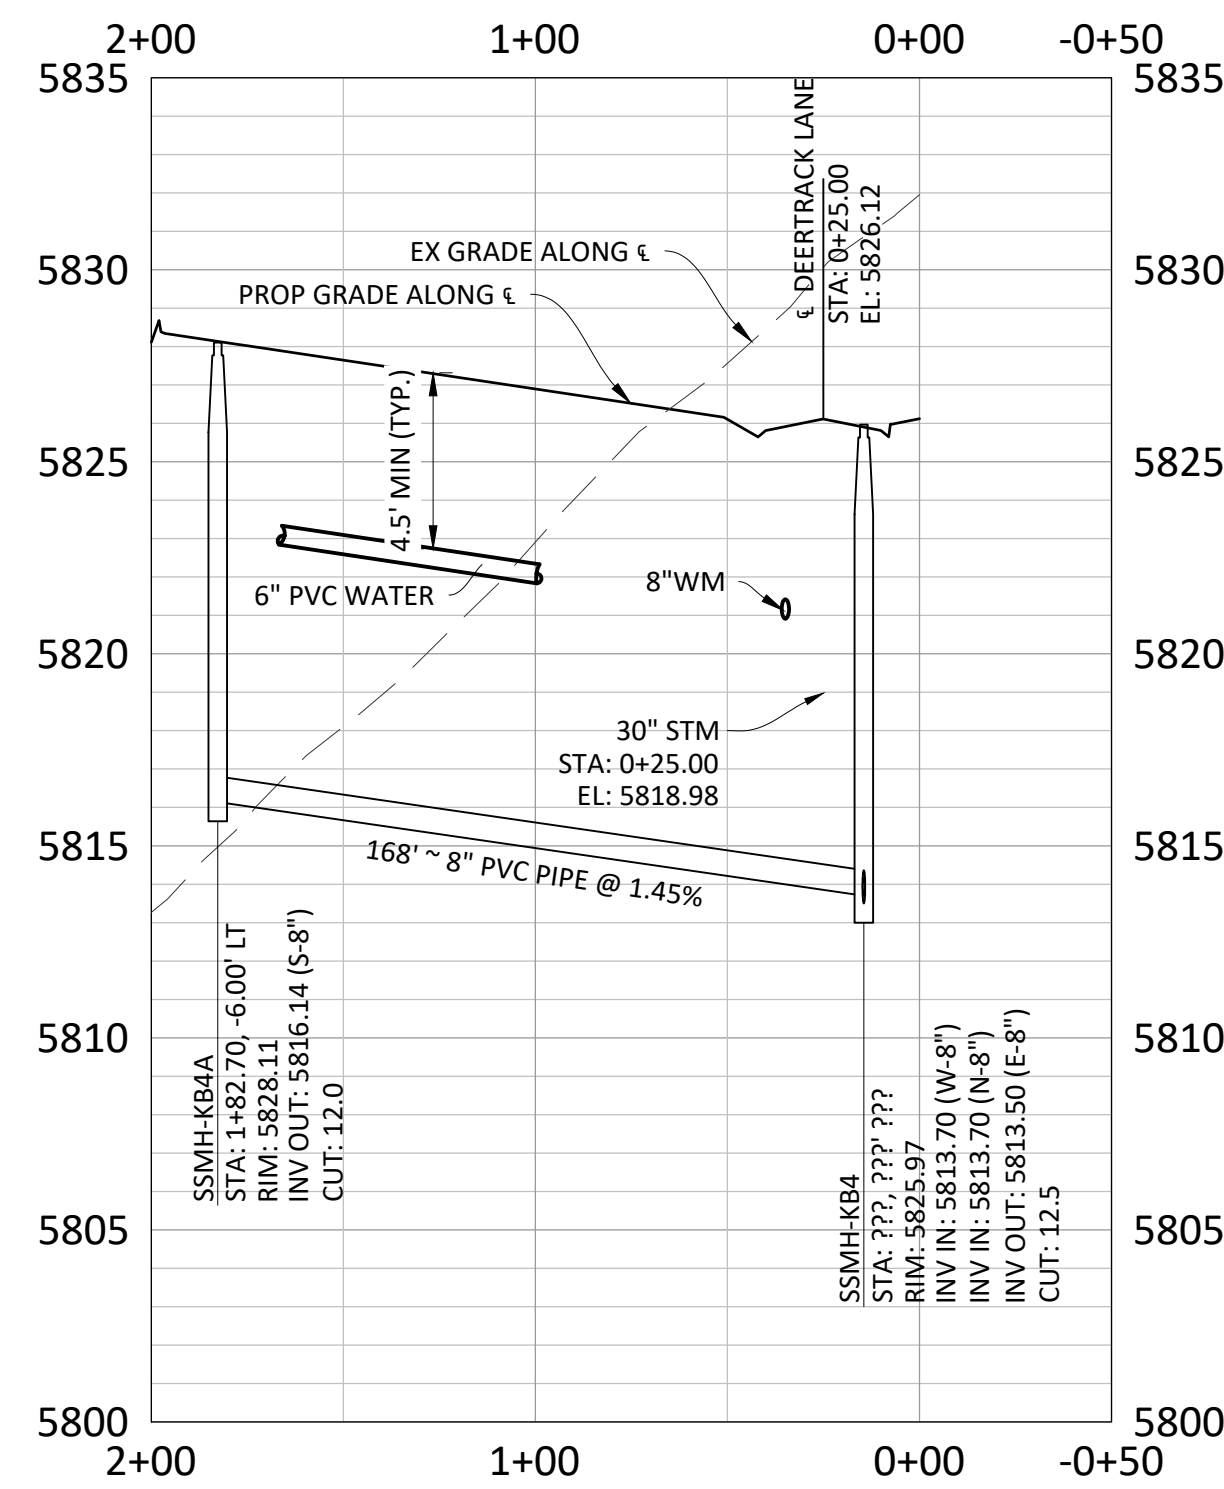 2+00
1+00
0+00
-0+50
5835
5835
5830
5830
5825
5825
5820
5820
5815
5815
5810
5810
5805
5805
5800
5800
2+00
1+00
0+00
-0+50
℄ DEERTRACK LANE
STA: 0+25.00
EL: 5826.12
EX GRADE ALONG ℄
PROP GRADE ALONG ℄
4.5' MIN (TYP.)
6" PVC WATER
8"WM
30" STM
STA: 0+25.00
EL: 5818.98
168' ~ 8" PVC PIPE @ 1.45%
SSMH-KB4A
STA: 1+82.70, -6.00' LT
RIM: 5828.11
INV OUT: 5816.14 (S-8")
CUT: 12.0
SSMH-KB4
STA: ???, ???' ???
RIM: 5825.97
INV IN: 5813.70 (W-8")
INV IN: 5813.70 (N-8")
INV OUT: 5813.50 (E-8")
CUT: 12.5